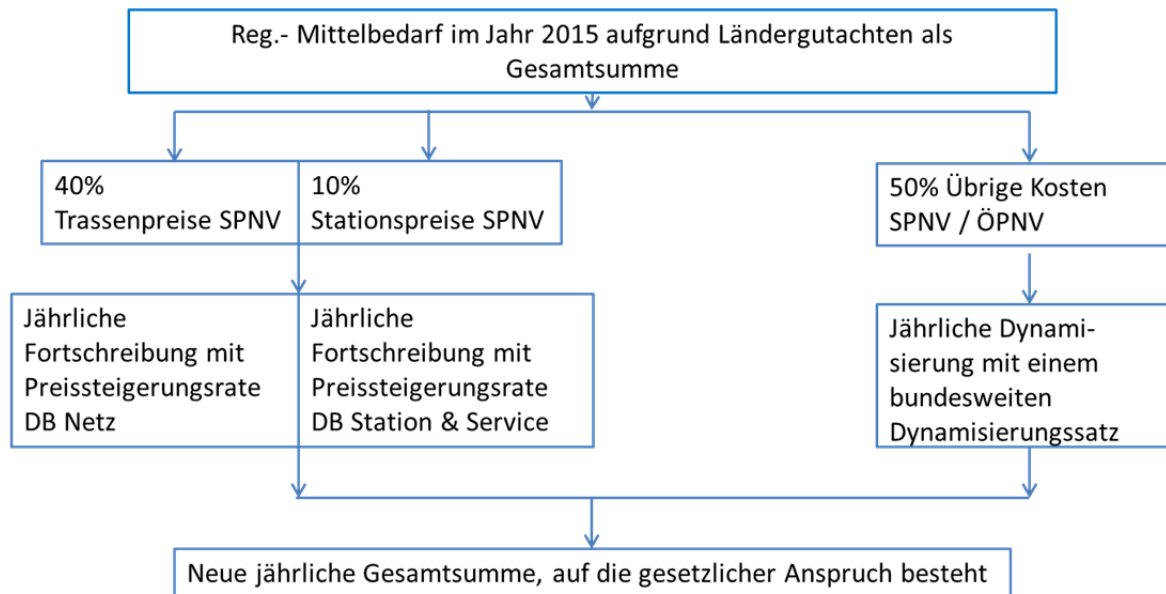 Reg.- Mittelbedarf im Jahr 2015 aufgrund Ländergutachten als
Gesamtsumme
40%
Trassenpreise SPNV
10%
Stationspreise SPNV
50% Übrige Kosten
SPNV / ÖPNV
Jährliche
Fortschreibung mit
Preissteigerungsrate
DB Netz
Jährliche
Fortschreibung mit
Preissteigerungsrate
DB Station & Service
Jährliche Dynami-
sierung mit einem
bundesweiten
Dynamisierungssatz
Neue jährliche Gesamtsumme, auf die gesetzlicher Anspruch besteht